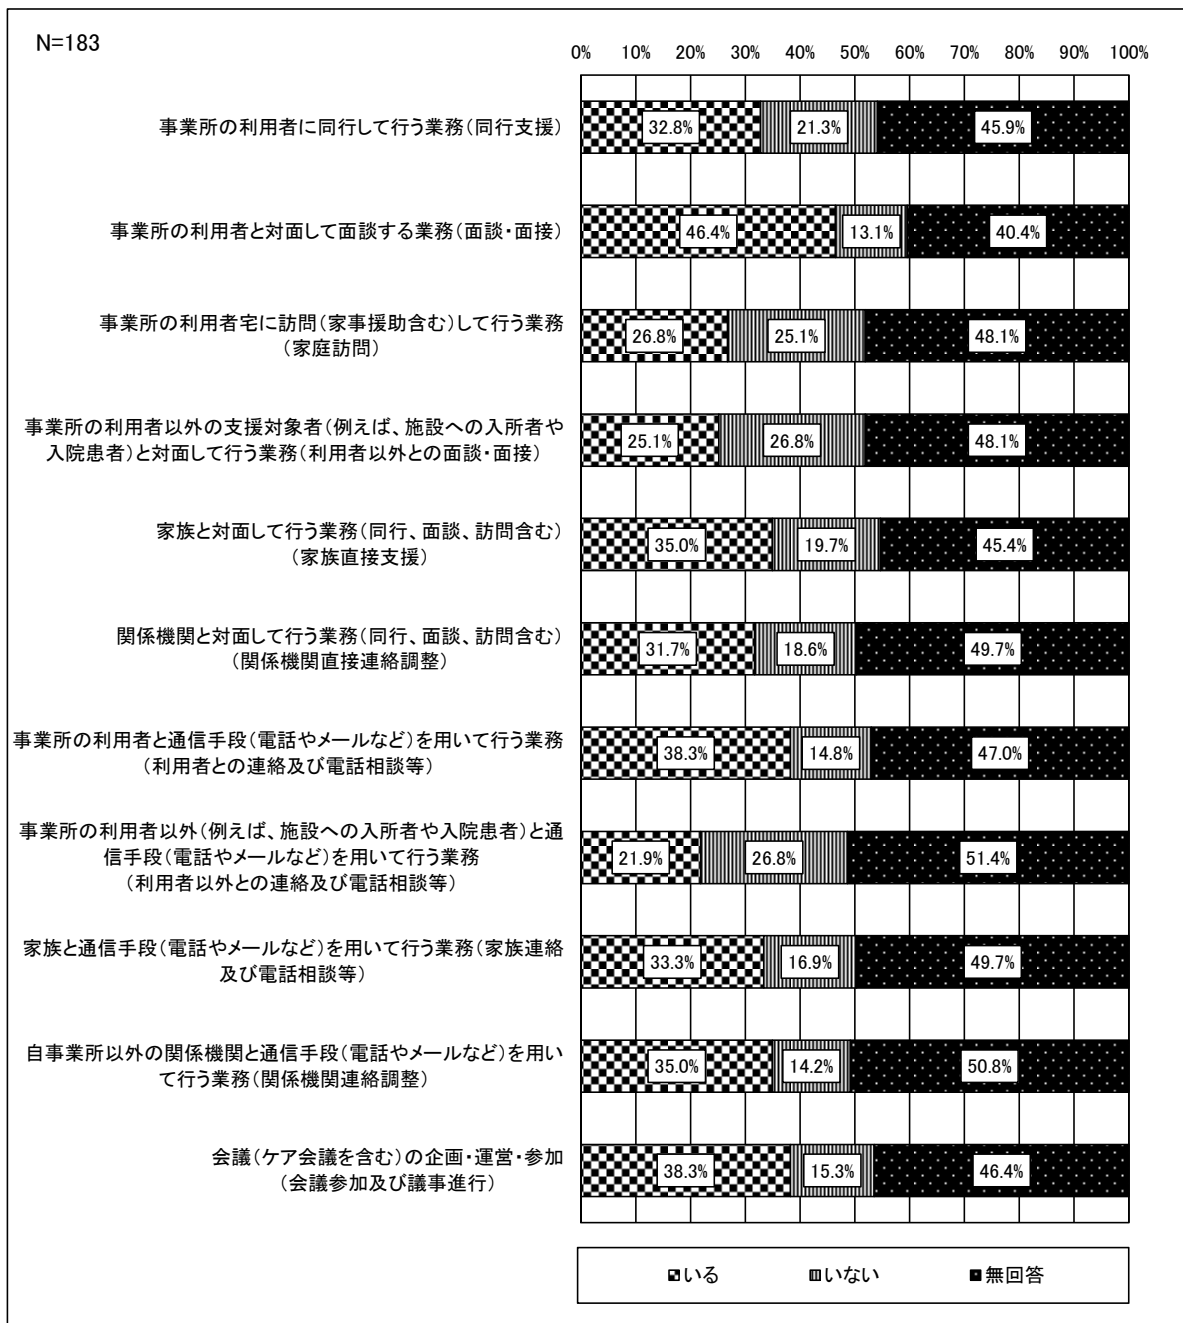 N=183
0% 10% 20% 30% 40% 50% 60% 70% 80% 90% 100%
事業所の利用者に同行して行う業務(同行支援)
32.8% 21.3% 45.9%
事業所の利用者と対面して面談する業務(面談・面接)
46.4% 13.1% 40.4%
事業所の利用者宅に訪問(家事援助含む)して行う業務
(家庭訪問)
26.8% 25.1% 48.1%
事業所の利用者以外の支援対象者(例えば、施設への入所者や
入院患者)と対面して行う業務(利用者以外との面談・面接)
25.1% 26.8% 48.1%
家族と対面して行う業務(同行、面談、訪問含む)
(家族直接支援)
35.0% 19.7% 45.4%
関係機関と対面して行う業務(同行、面談、訪問含む)
(関係機関直接連絡調整)
31.7% 18.6% 49.7%
事業所の利用者と通信手段(電話やメールなど)を用いて行う業務
(利用者との連絡及び電話相談等)
38.3% 14.8% 47.0%
事業所の利用者以外(例えば、施設への入所者や入院患者)と通
信手段(電話やメールなど)を用いて行う業務
(利用者以外との連絡及び電話相談等)
21.9% 26.8% 51.4%
家族と通信手段(電話やメールなど)を用いて行う業務(家族連絡
及び電話相談等)
33.3% 16.9% 49.7%
自事業所以外の関係機関と通信手段(電話やメールなど)を用い
て行う業務(関係機関連絡調整)
35.0% 14.2% 50.8%
会議(ケア会議を含む)の企画・運営・参加
(会議参加及び議事進行)
38.3% 15.3% 46.4%
いる いない 無回答